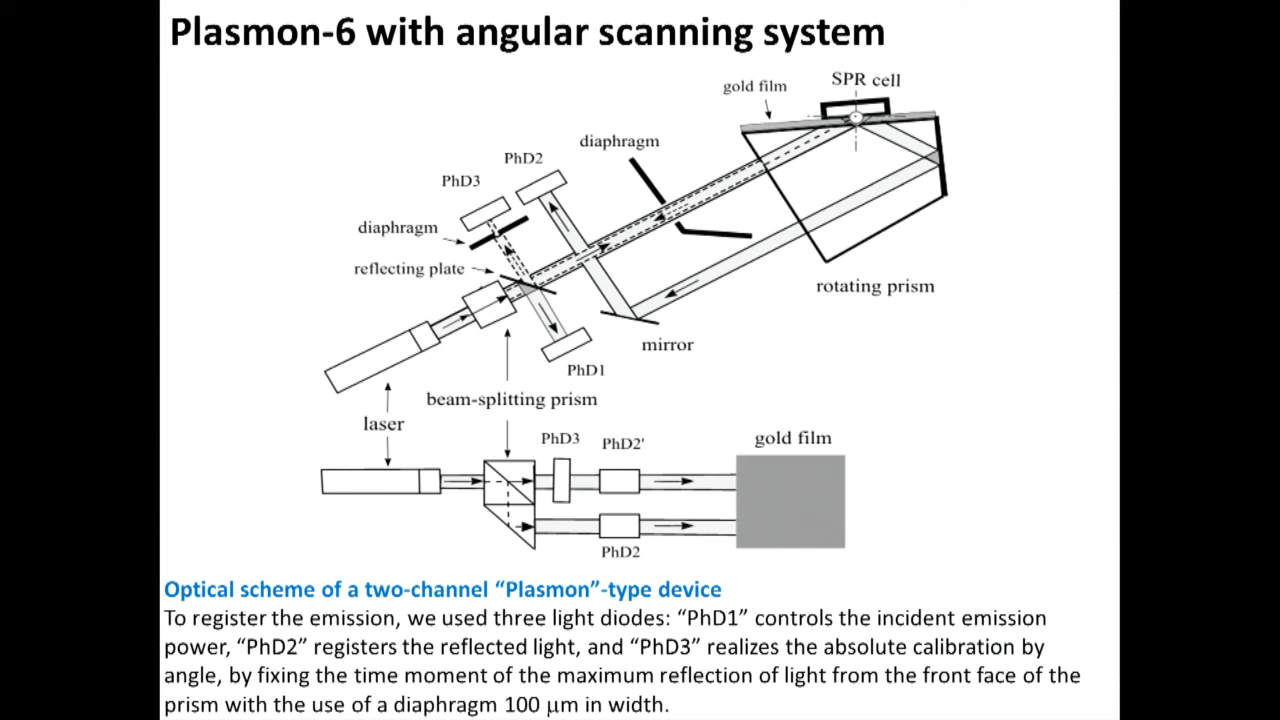 Plasmon-6 with angular scanning system
SPR cell
gold film
diaphragm
PhD2
PhD3
diaphragm
reflecting plate
rotating prism
mirror
PhD1
beam-splitting prism
laser
PhD3
PhD2′
gold film
PhD2
Optical scheme of a two-channel “Plasmon”-type device
To register the emission, we used three light diodes: “PhD1” controls the incident emission
power, “PhD2” registers the reflected light, and “PhD3” realizes the absolute calibration by
angle, by fixing the time moment of the maximum reflection of light from the front face of the
prism with the use of a diaphragm 100 μm in width.